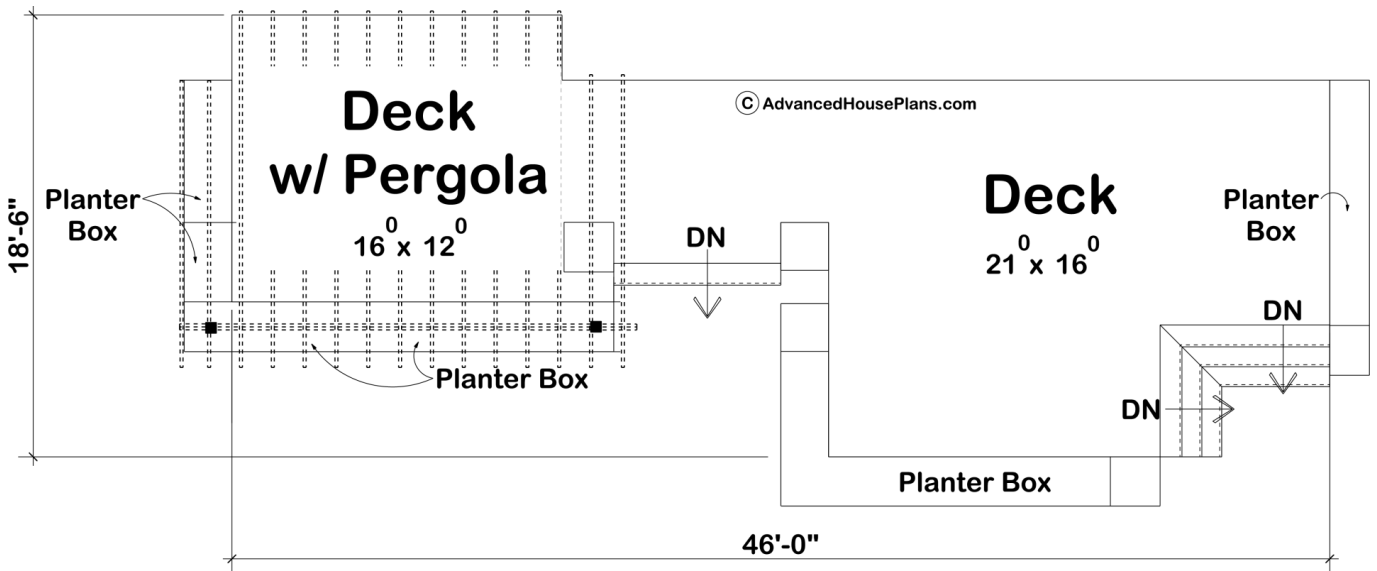 Deck
w/ Pergola
16⁰ x 12⁰
© AdvancedHousePlans.com
Deck
21⁰ x 16⁰
Planter
Box
Planter
Box
18'-6"
DN
DN
DN
Planter Box
Planter Box
46'-0"